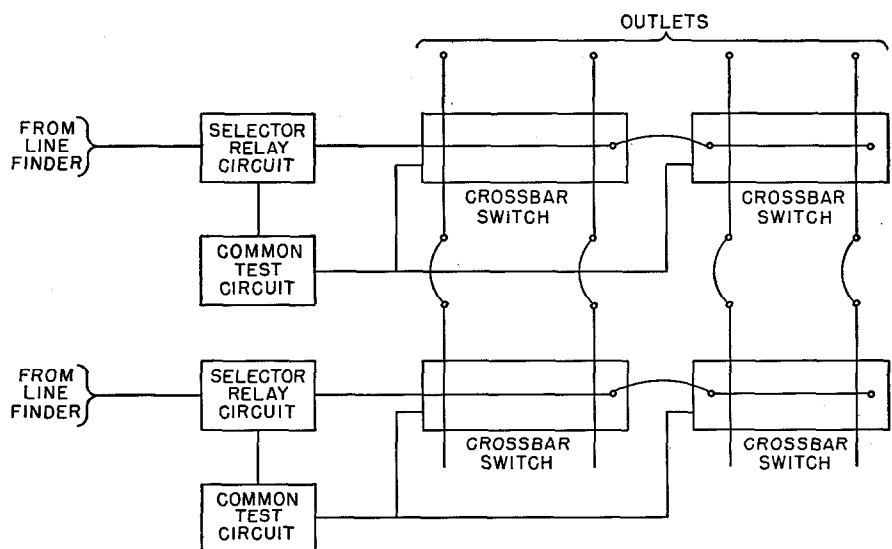 OUTLETS
FROM
LINE
FINDER
SELECTOR
RELAY
CIRCUIT
CROSSBAR
SWITCH
CROSSBAR
SWITCH
COMMON
TEST
CIRCUIT
FROM
LINE
FINDER
SELECTOR
RELAY
CIRCUIT
CROSSBAR
SWITCH
CROSSBAR
SWITCH
COMMON
TEST
CIRCUIT